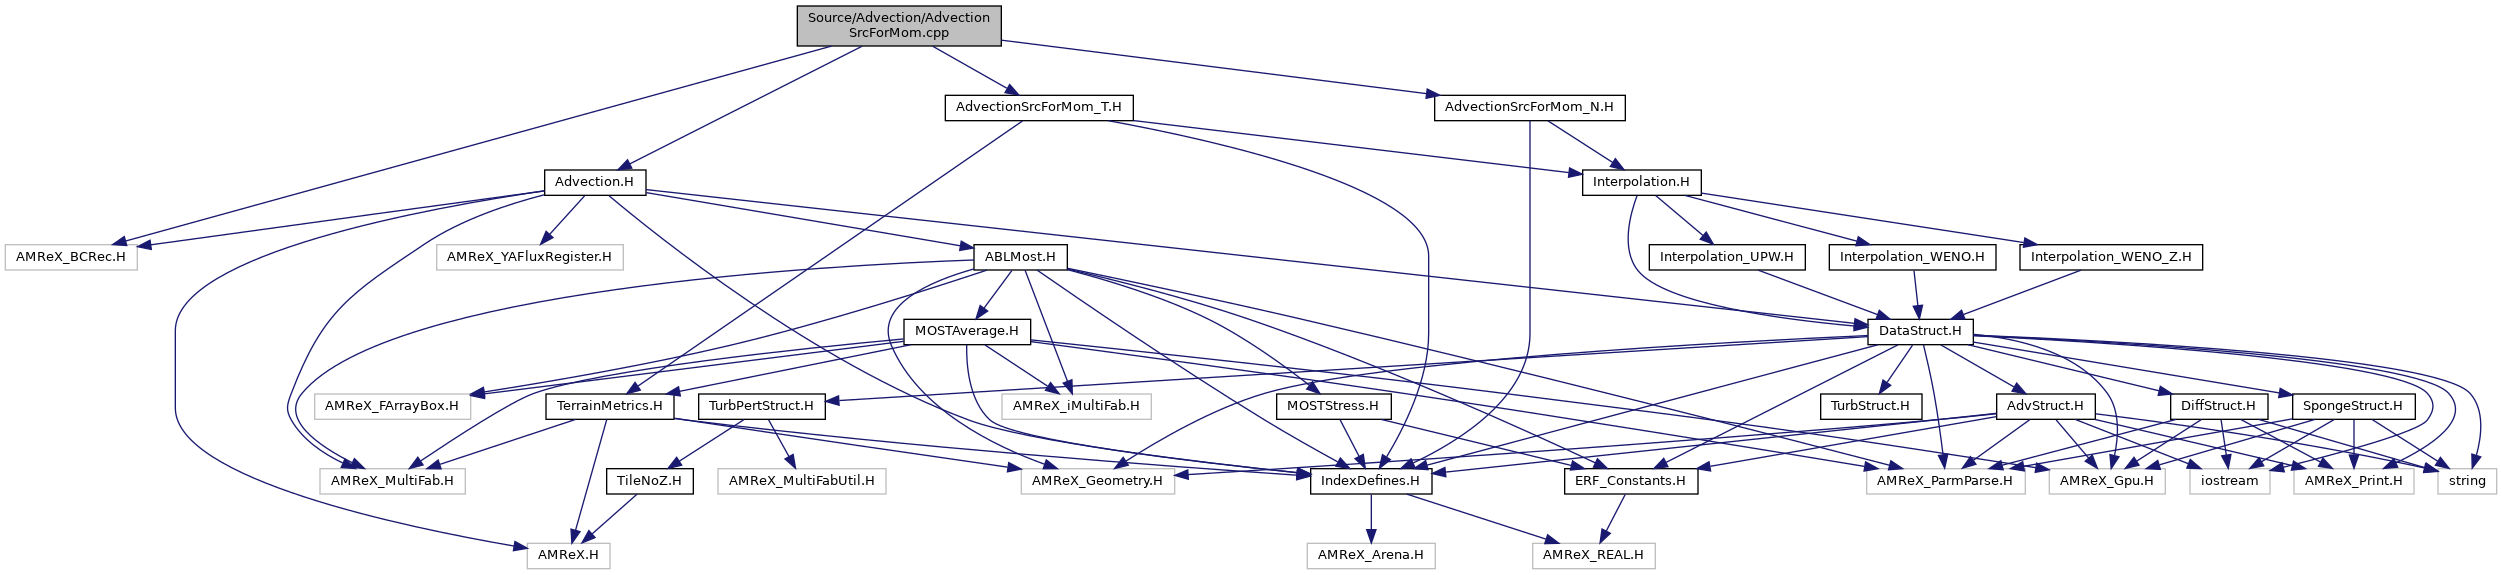 Source/Advection/Advection
SrcForMom.cpp
AdvectionSrcForMom_T.H
AdvectionSrcForMom_N.H
Advection.H
Interpolation.H
AMReX_BCRec.H
AMReX_YAFluxRegister.H
ABLMost.H
Interpolation_UPW.H
Interpolation_WENO.H
Interpolation_WENO_Z.H
MOSTAverage.H
DataStruct.H
AMReX_FArrayBox.H
TerrainMetrics.H
TurbPertStruct.H
AMReX_iMultiFab.H
MOSTStress.H
TurbStruct.H
AdvStruct.H
DiffStruct.H
SpongeStruct.H
AMReX_MultiFab.H
TileNoZ.H
AMReX_MultiFabUtil.H
AMReX_Geometry.H
IndexDefines.H
ERF_Constants.H
AMReX_ParmParse.H
AMReX_Gpu.H
iostream
AMReX_Print.H
string
AMReX.H
AMReX_Arena.H
AMReX_REAL.H